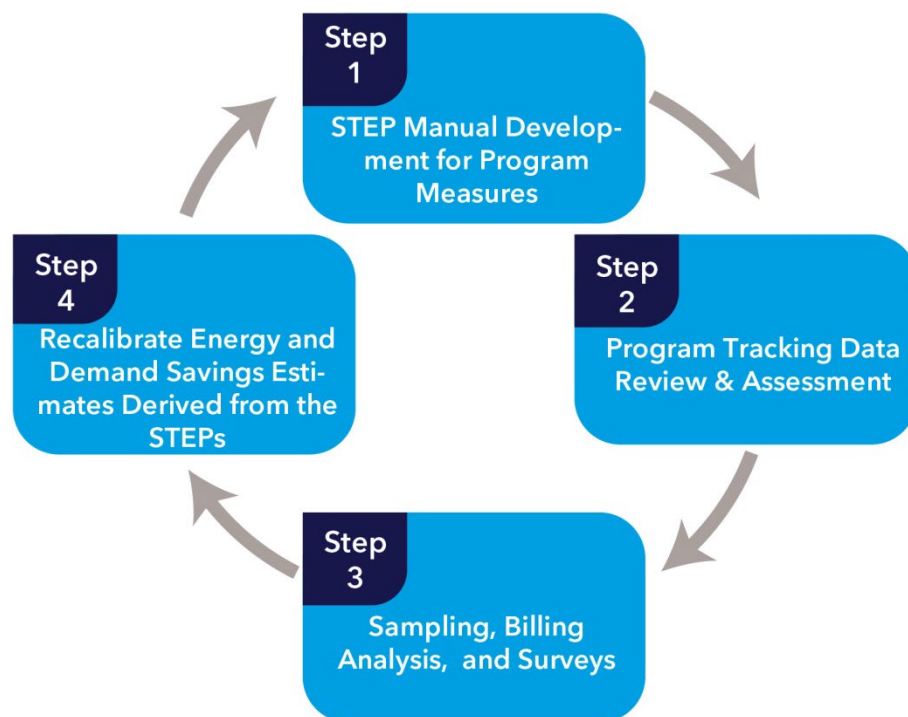 Step
1
STEP Manual Develop-
ment for Program
Measures
Step
2
Program Tracking Data
Review & Assessment
Step
3
Sampling, Billing
Analysis,  and Surveys
Step
4
Recalibrate Energy and
Demand Savings Esti-
mates Derived from the
STEPs